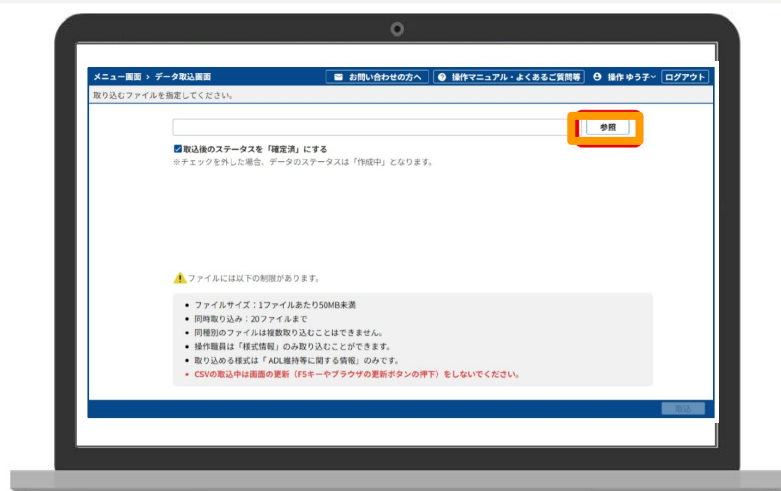 メニュー画面 › データ取込画面
お問い合わせの方へ
操作マニュアル・よくあるご質問等
操作 ゆう子
ログアウト
取り込むファイルを指定してください。
参照
取込後のステータスを「確定済」にする
※チェックを外した場合、データのステータスは「作成中」となります。
ファイルには以下の制限があります。
• ファイルサイズ：1ファイルあたり50MB未満
• 同時取り込み：20ファイルまで
• 同種別のファイルは複数取り込むことはできません。
• 操作職員は「様式情報」のみ取り込むことができます。
• 取り込める様式は「ADL維持等に関する情報」のみです。
• CSVの取込中は画面の更新（F5キーやブラウザの更新ボタンの押下）をしないでください。
取込